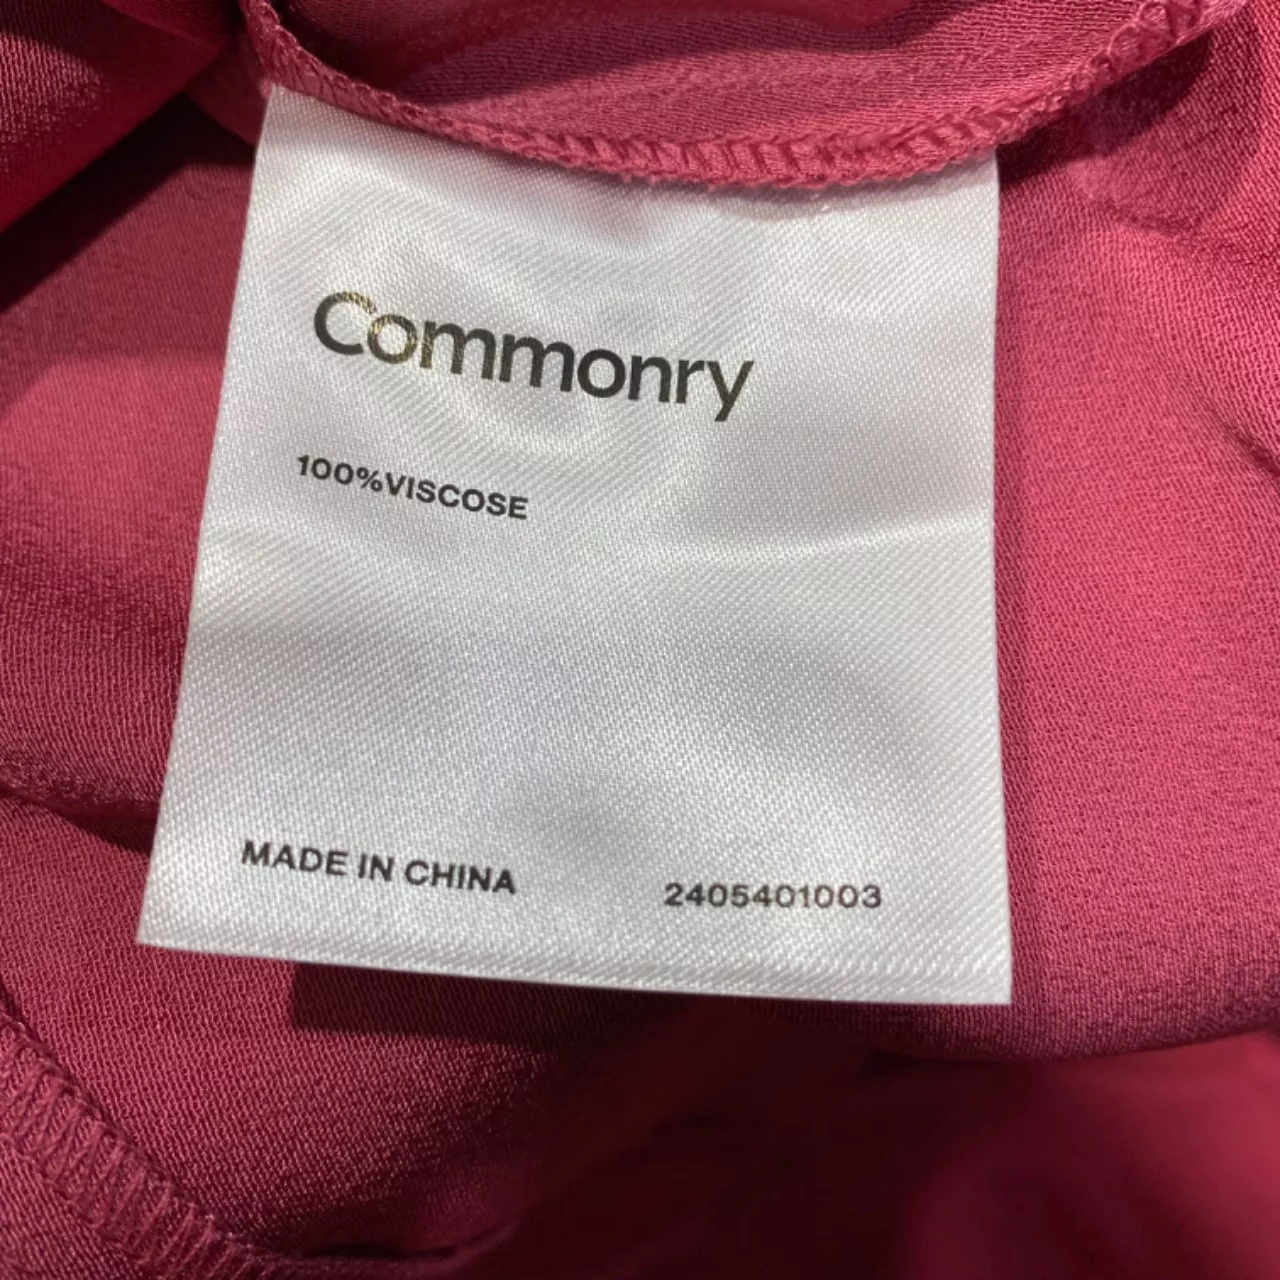 Commonry
100%VISCOSE
MADE IN CHINA
2405401003